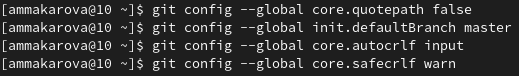 [ammakarova@10 ~]$ git config --global core.quotepath false
[ammakarova@10 ~]$ git config --global init.defaultBranch master
[ammakarova@10 ~]$ git config --global core.autocrlf input
[ammakarova@10 ~]$ git config --global core.safecrlf warn